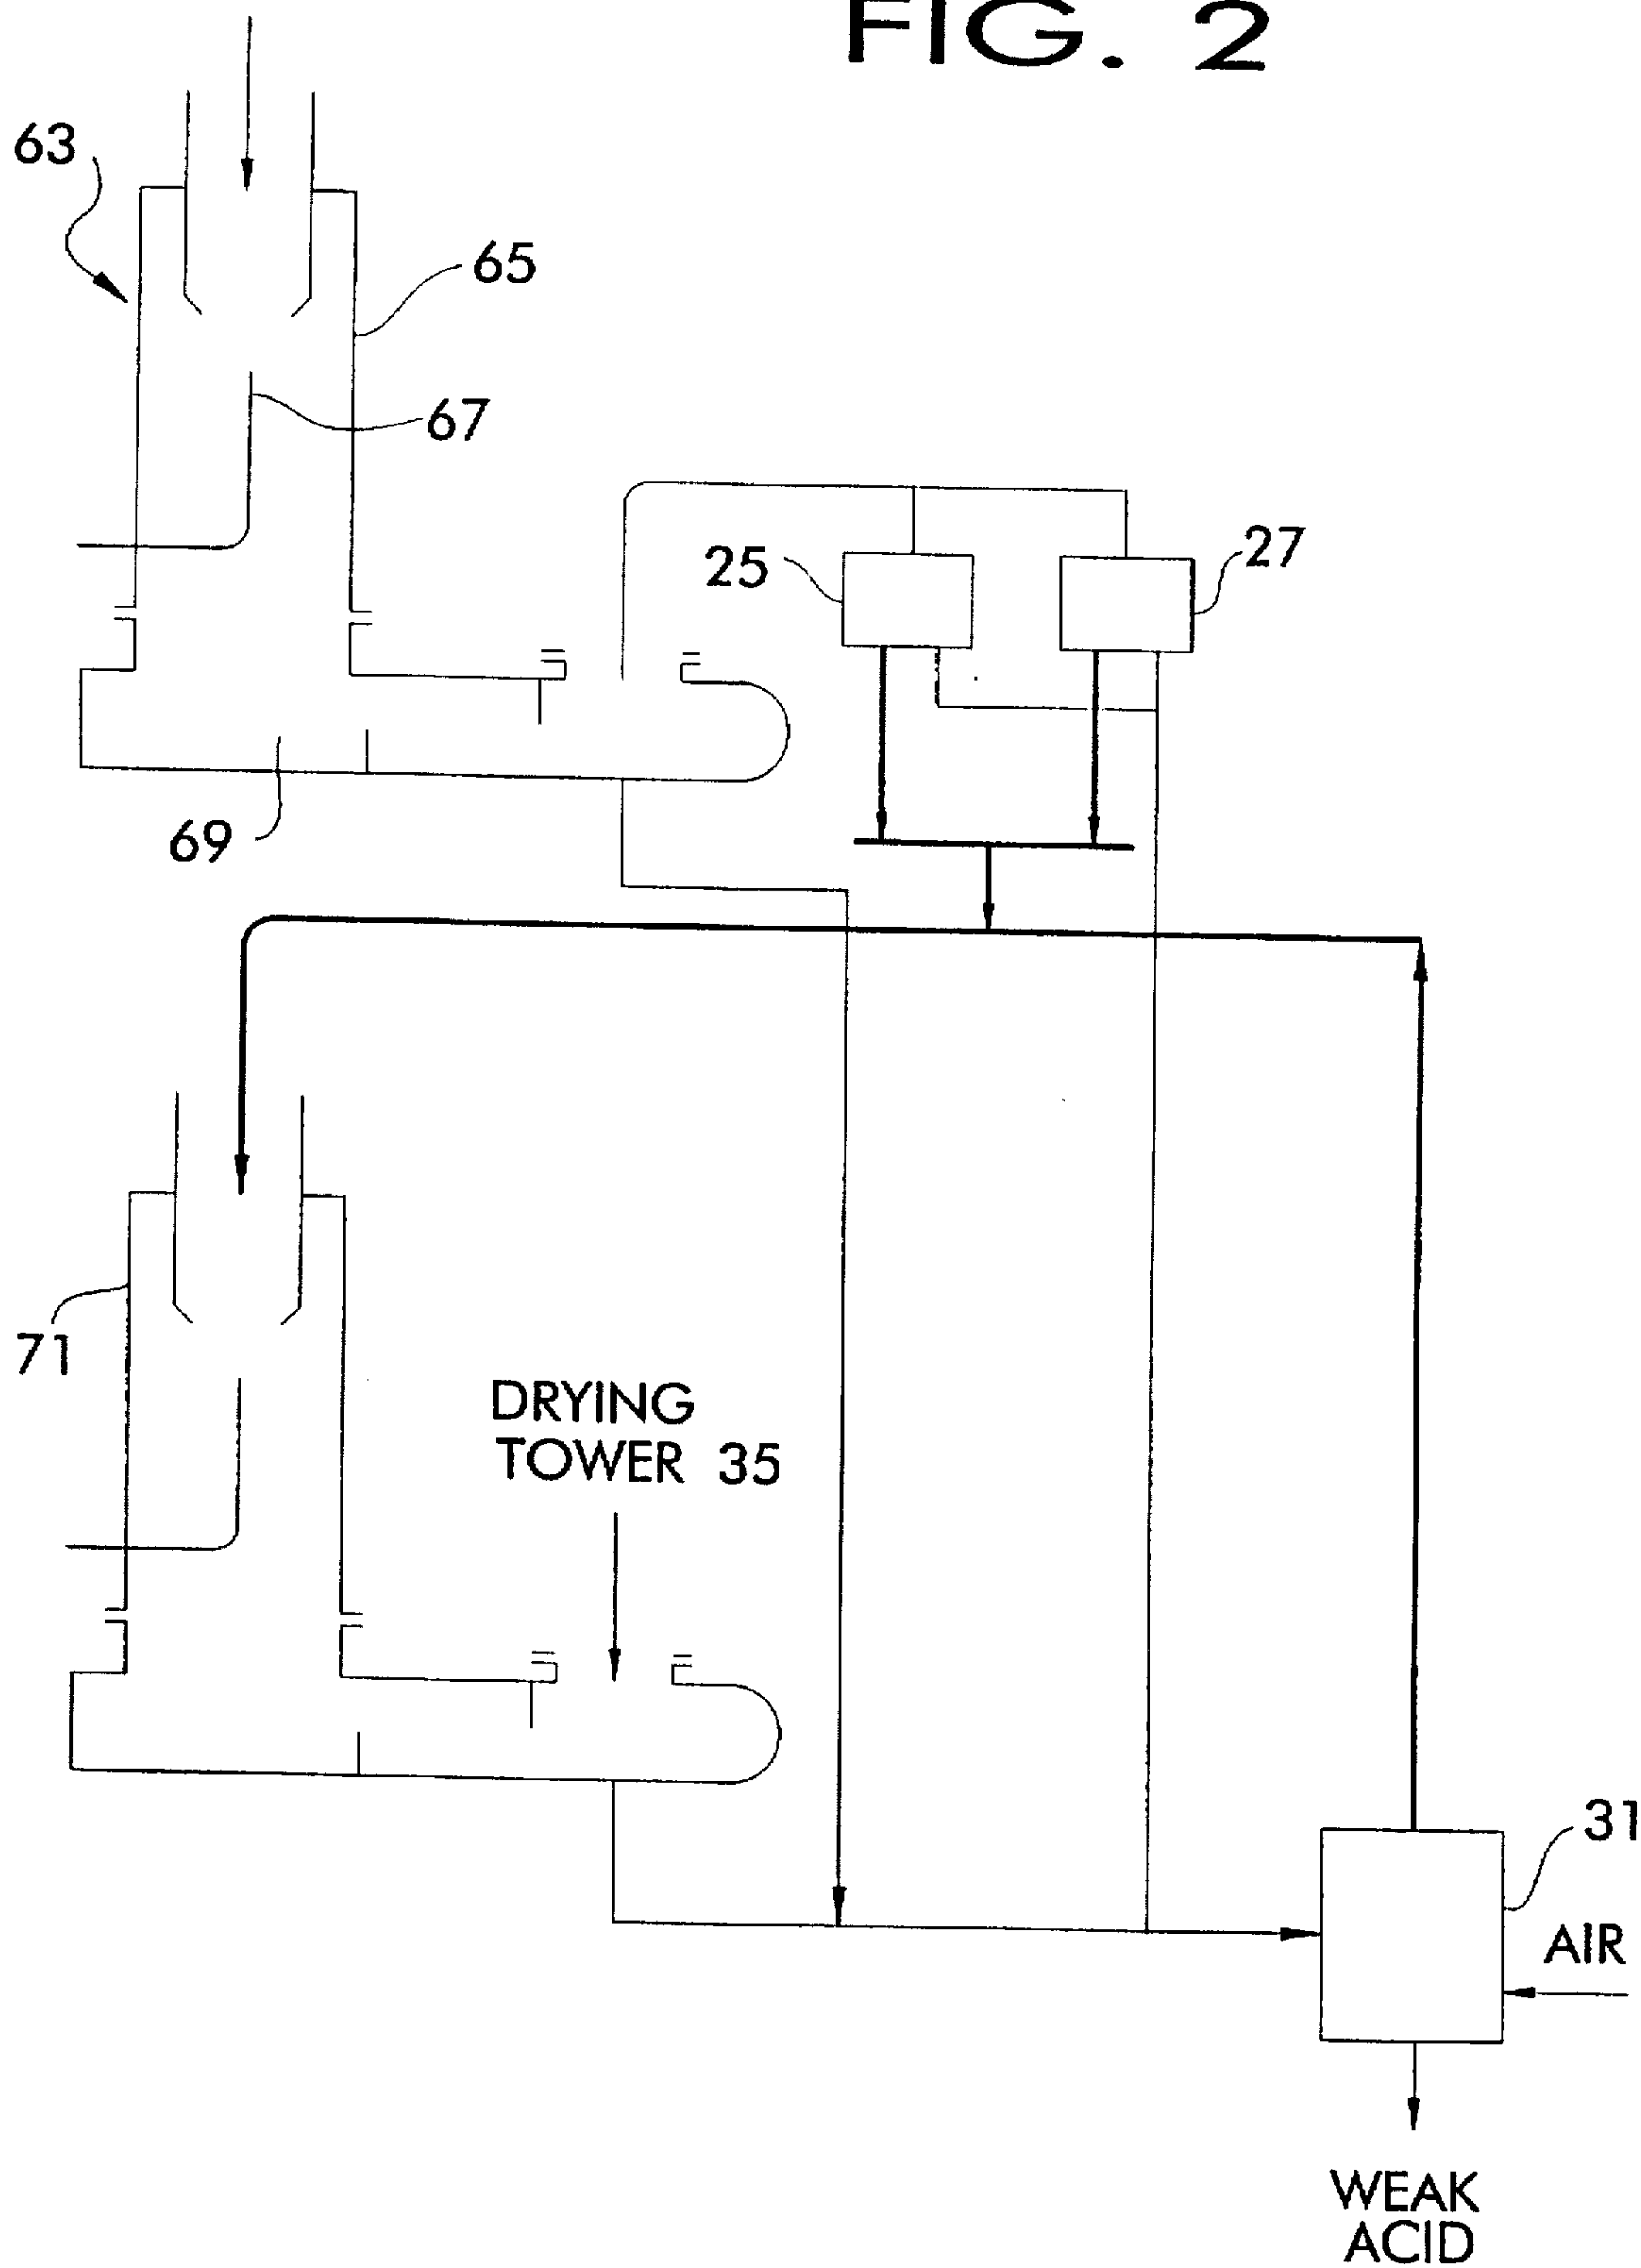 FIG. 2
63
65
67
25
27
69
71
DRYING
TOWER 35
31
AIR
WEAK
ACID